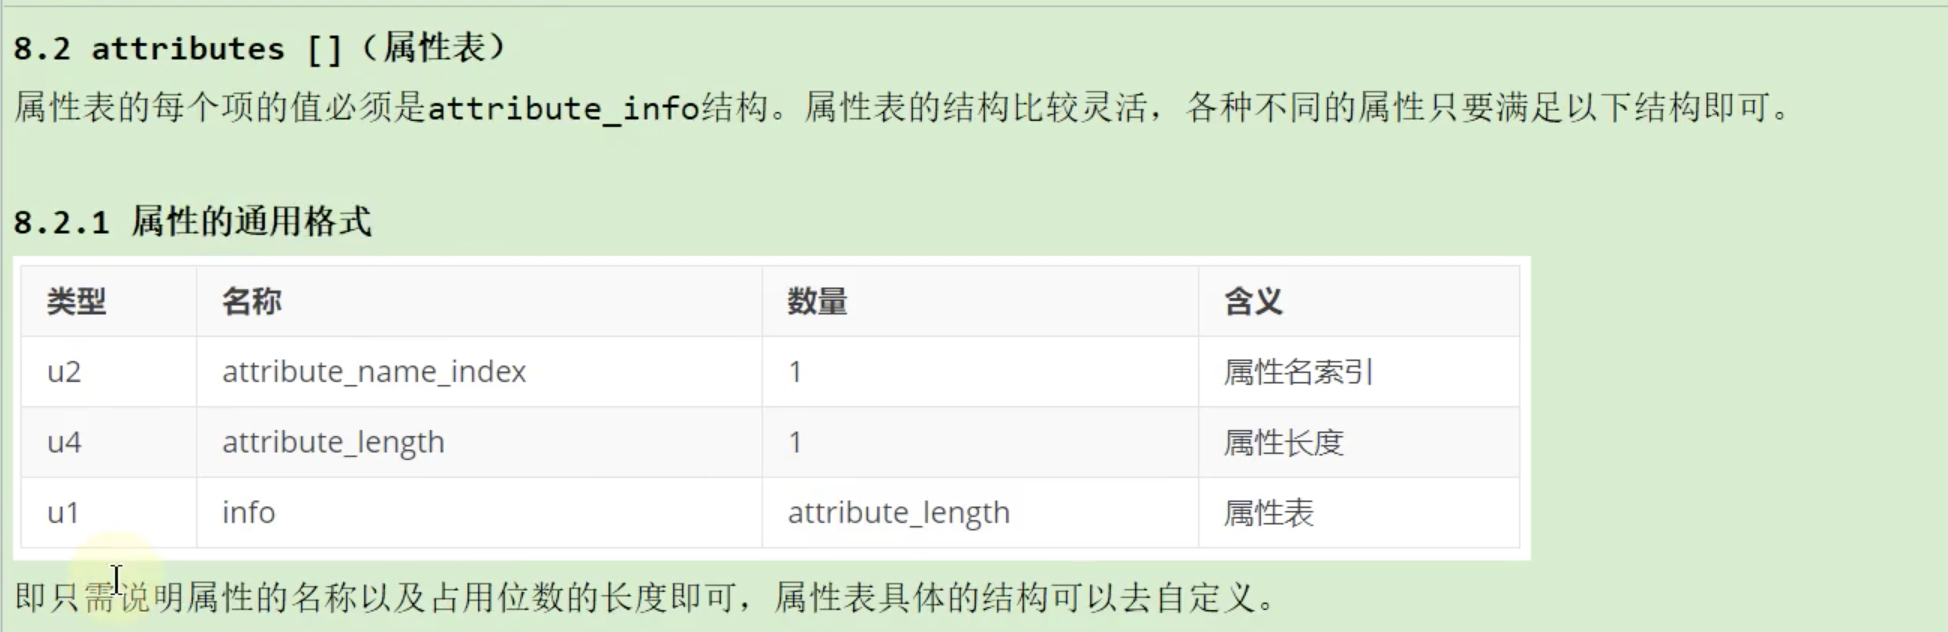 8.2 attributes []（属性表）
属性表的每个项的值必须是attribute_info结构。属性表的结构比较灵活，各种不同的属性只要满足以下结构即可。
8.2.1 属性的通用格式
类型 名称 数量 含义
u2 attribute_name_index 1 属性名索引
u4 attribute_length 1 属性长度
u1 info attribute_length 属性表
即只需说明属性的名称以及占用位数的长度即可，属性表具体的结构可以去自定义。